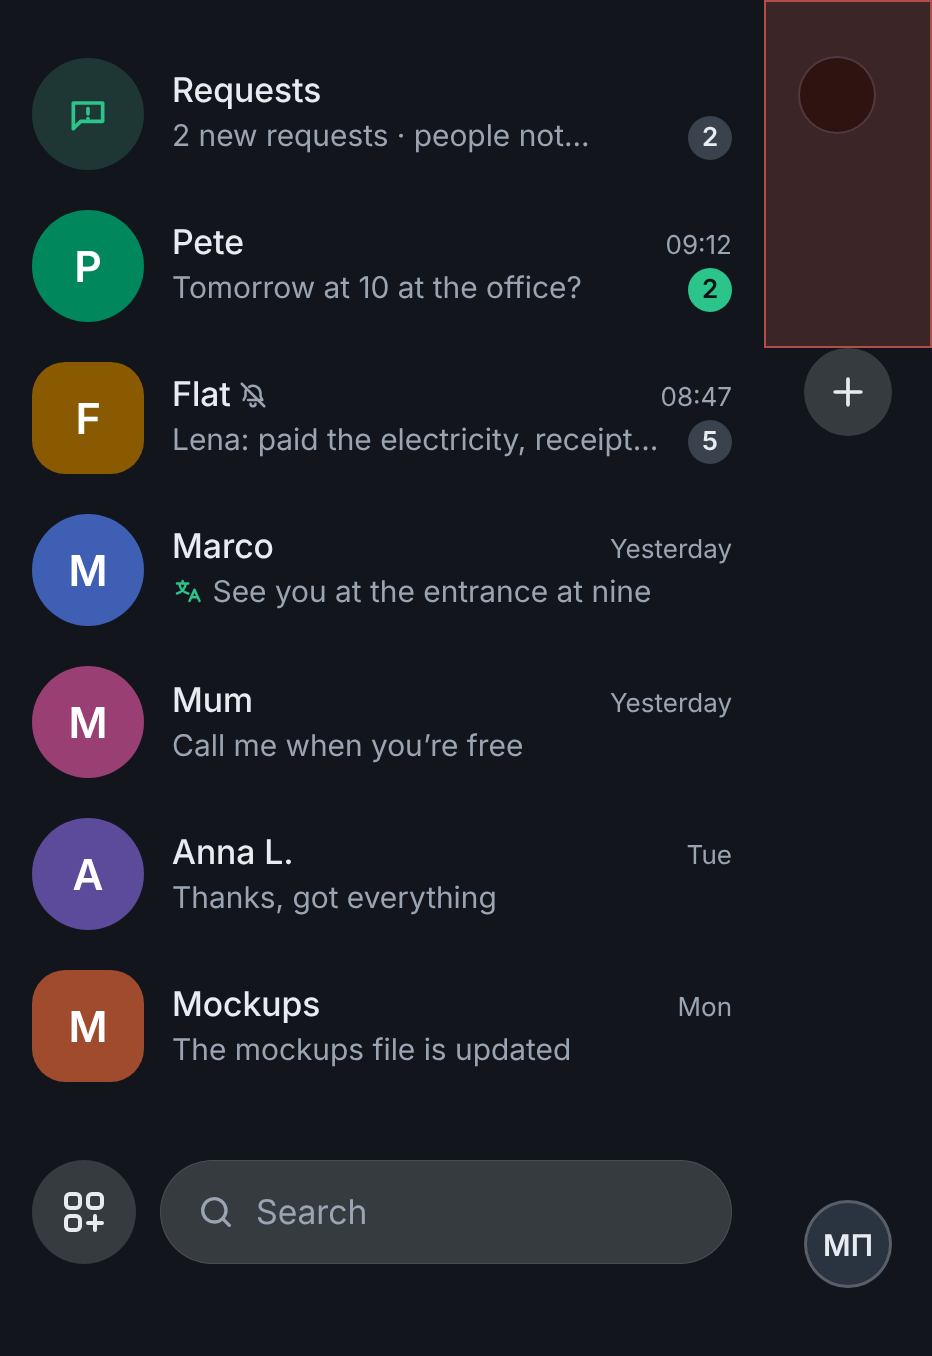 Requests
2 new requests · people not...
2
P
Pete
09:12
Tomorrow at 10 at the office?
2
F
Flat
08:47
Lena: paid the electricity, receipt...
5
M
Marco
Yesterday
See you at the entrance at nine
M
Mum
Yesterday
Call me when you’re free
A
Anna L.
Tue
Thanks, got everything
M
Mockups
Mon
The mockups file is updated
Search
МП